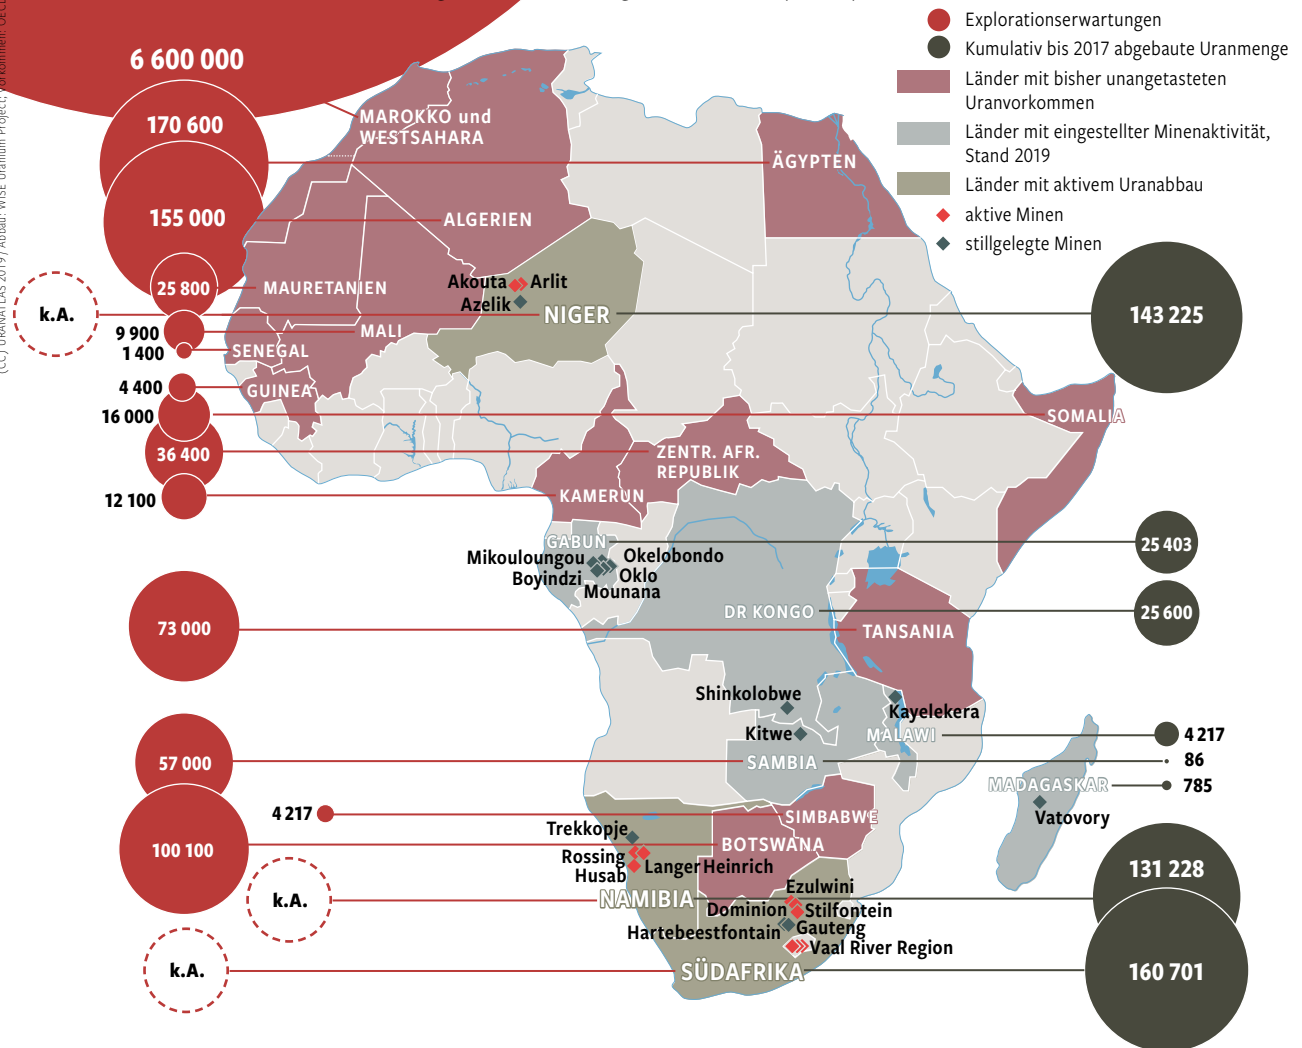 Explorationserwartungen
Kumulativ bis 2017 abgebaute Uranmenge
Länder mit bisher unangetasteten
Uranvorkommen
Länder mit eingestellter Minenaktivität,
Stand 2019
Länder mit aktivem Uranabbau
aktive Minen
stillgelegte Minen
6 600 000
170 600
155 000
25 800
k.A.
9 900
1 400
4 400
16 000
36 400
12 100
73 000
57 000
4 217
100 100
k.A.
k.A.
MAROKKO und
WESTSAHARA
ÄGYPTEN
ALGERIEN
MAURETANIEN
Akouta
Arlit
Azelik
NIGER
MALI
SENEGAL
GUINEA
SOMALIA
ZENTR. AFR.
REPUBLIK
KAMERUN
GABUN
Mikouloungou
Okelobondo
Boyindzi
Oklo
Mounana
DR KONGO
TANSANIA
Shinkolobwe
Kayelekera
Kitwe
MALAWI
SAMBIA
MADAGASKAR
Vatovory
SIMBABWE
Trekkopje
BOTSWANA
Rossing
Langer Heinrich
Husab
Ezulwini
NAMIBIA
Dominion
Stilfontein
Hartebeestfontain
Gauteng
Vaal River Region
SÜDAFRIKA
143 225
25 403
25 600
4 217
86
785
131 228
160 701